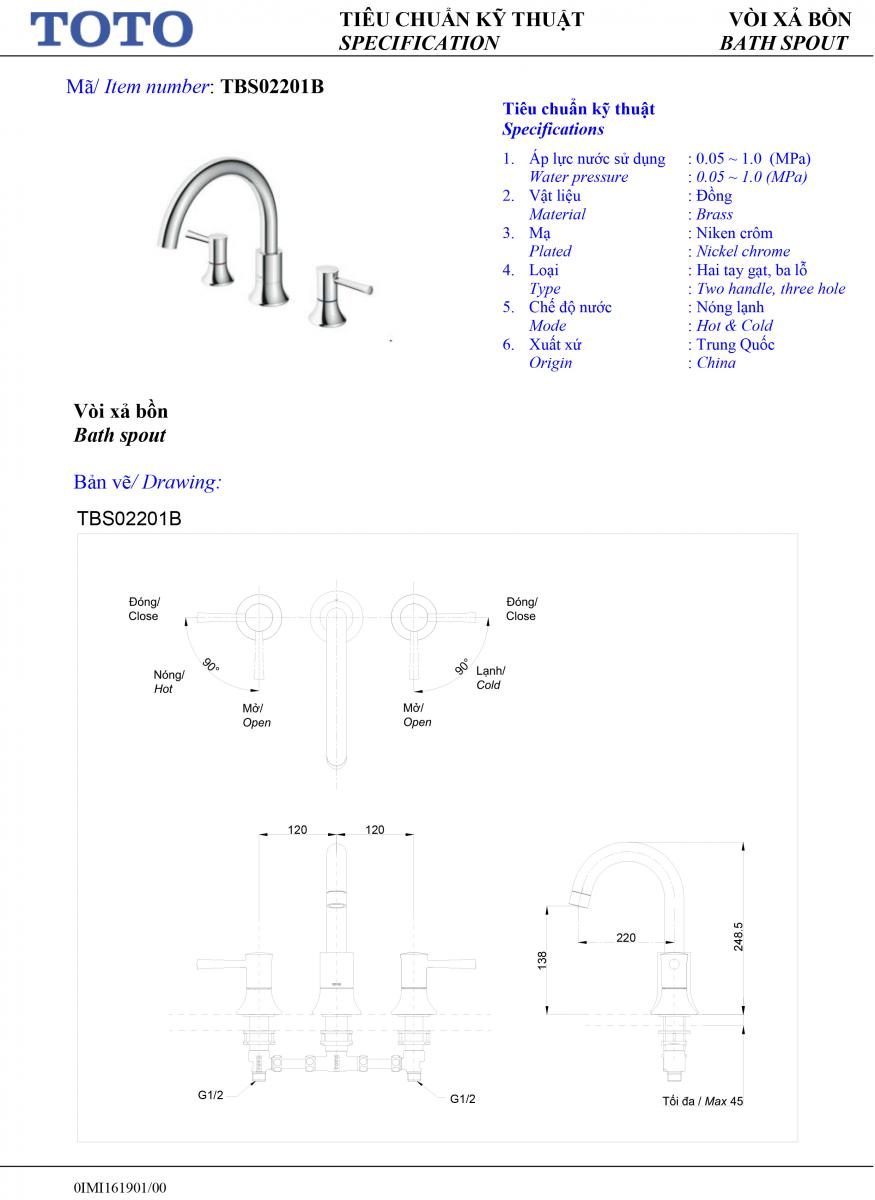 TOTO
TIÊU CHUẨN KỸ THUẬT
VÒI XẢ BỒN
SPECIFICATION
BATH SPOUT
Mã/ Item number: TBS02201B
Tiêu chuẩn kỹ thuật
Specifications
1. Áp lực nước sử dụng : 0.05 ~ 1.0 (MPa)
Water pressure : 0.05 ~ 1.0 (MPa)
2. Vật liệu : Đồng
Material : Brass
3. Mạ : Niken crôm
Plated : Nickel chrome
4. Loại : Hai tay gạt, ba lỗ
Type : Two handle, three hole
5. Chế độ nước : Nóng lạnh
Mode : Hot & Cold
6. Xuất xứ : Trung Quốc
Origin : China
Vòi xả bồn
Bath spout
Bản vẽ/ Drawing:
TBS02201B
Đóng/
Close
Đóng/
Close
90°
90°
Nóng/
Hot
Lạnh/
Cold
Mở/
Open
Mở/
Open
120
120
220
138
248.5
G1/2
G1/2
Tối đa / Max 45
0IMI161901/00